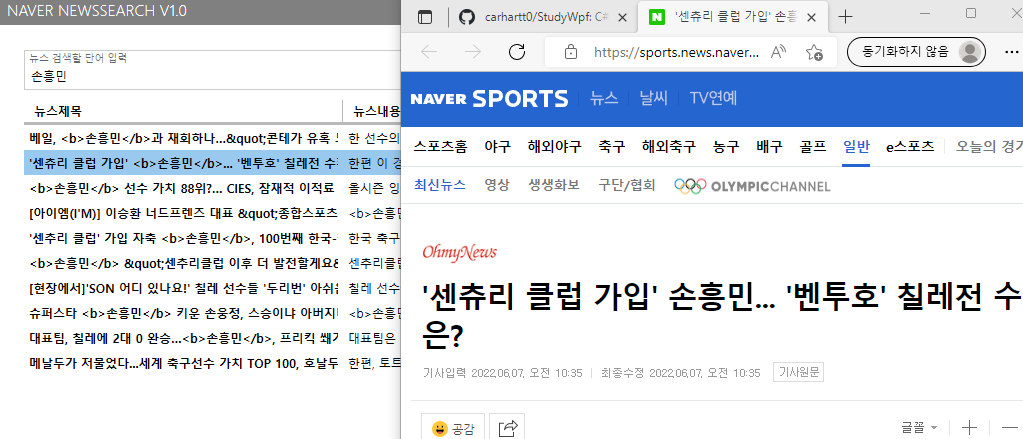 NAVER NEWSSEARCH V1.0
뉴스 검색할 단어 입력
손흥민
뉴스제목 뉴스내용
베일, <b>손흥민</b>과 재회하나...&quot;콘테가 유혹 한 선수의
'센츄리 클럽 가입' <b>손흥민</b>... '벤투호' 칠레전 수 한편 이 경
<b>손흥민</b> 선수 가치 88위?... CIES, 잠재적 이적료 올시즌 잉
[아이엠(I'M)] 이승환 너드프렌즈 대표 &quot;종합스포츠 <b>손흥민
'센추리 클럽' 가입 자축 <b>손흥민</b>, 100번째 한국- 한국 축구
<b>손흥민</b> &quot;센추리클럽 이후 더 발전할게요& 센추리클럽
[현장에서]'SON 어디 있나요!' 칠레 선수들 '두리번' 아쉬움 칠레 선수
슈퍼스타 <b>손흥민</b> 키운 손웅정, 스승이냐 아버지 <b>손흥민
대표팀, 칠레에 2대 0 완승...<b>손흥민</b>, 프리킥 쐐기 대표팀은
메날두가 저물었다...세계 축구선수 가치 TOP 100, 호날두 한편, 토트
carhartt0/StudyWpf: C#
'센츄리 클럽 가입' 손흥
https://sports.news.naver....
동기화하지 않음
NAVER SPORTS 뉴스 날씨 TV연예
스포츠홈 야구 해외야구 축구 해외축구 농구 배구 골프 일반 e스포츠 오늘의 경기
최신뉴스 영상 생생화보 구단/협회 OLYMPICCHANNEL
OhmyNews
'센츄리 클럽 가입' 손흥민... '벤투호' 칠레전 수
은?
기사입력 2022.06.07. 오전 10:35 최종수정 2022.06.07. 오전 10:35 기사원문
공감 글꼴